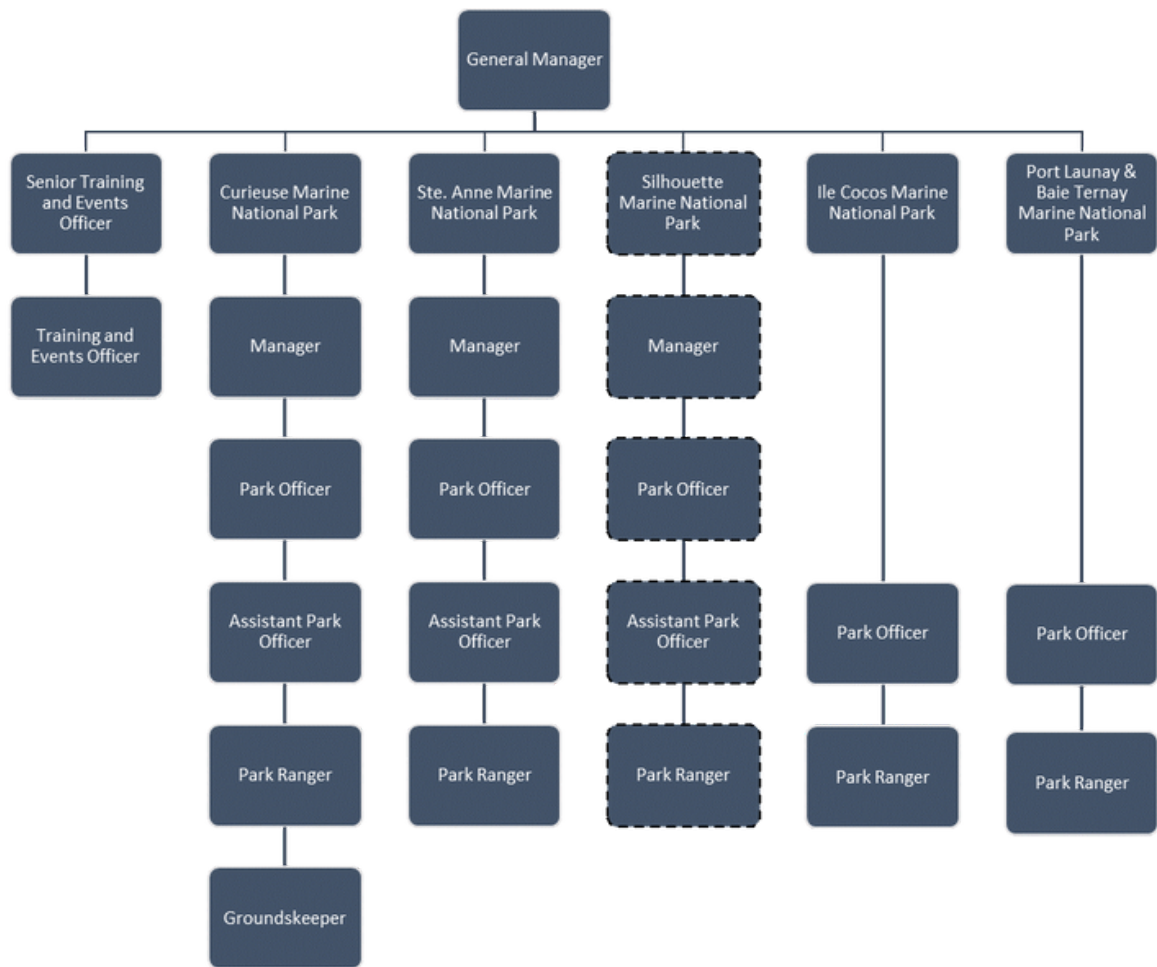 General Manager
Senior Training
and Events
Officer
Curieuse Marine
National Park
Ste. Anne Marine
National Park
Silhouette
Marine National
Park
Ile Cocos Marine
National Park
Port Launay &
Baie Ternay
Marine National
Park
Training and
Events Officer
Manager
Manager
Manager
Park Officer
Park Officer
Park Officer
Assistant Park
Officer
Assistant Park
Officer
Assistant Park
Officer
Park Officer
Park Officer
Park Ranger
Park Ranger
Park Ranger
Park Ranger
Park Ranger
Groundskeeper